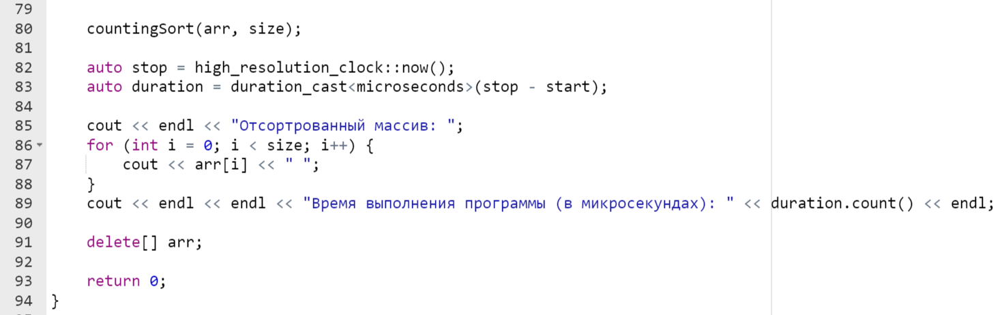 79
80     countingSort(arr, size);
81
82     auto stop = high_resolution_clock::now();
83     auto duration = duration_cast<microseconds>(stop - start);
84
85     cout << endl << "Отсортрованный массив: ";
86     for (int i = 0; i < size; i++) {
87         cout << arr[i] << " ";
88     }
89     cout << endl << endl << "Время выполнения программы (в микросекундах): " << duration.count() << endl;
90
91     delete[] arr;
92
93     return 0;
94 }